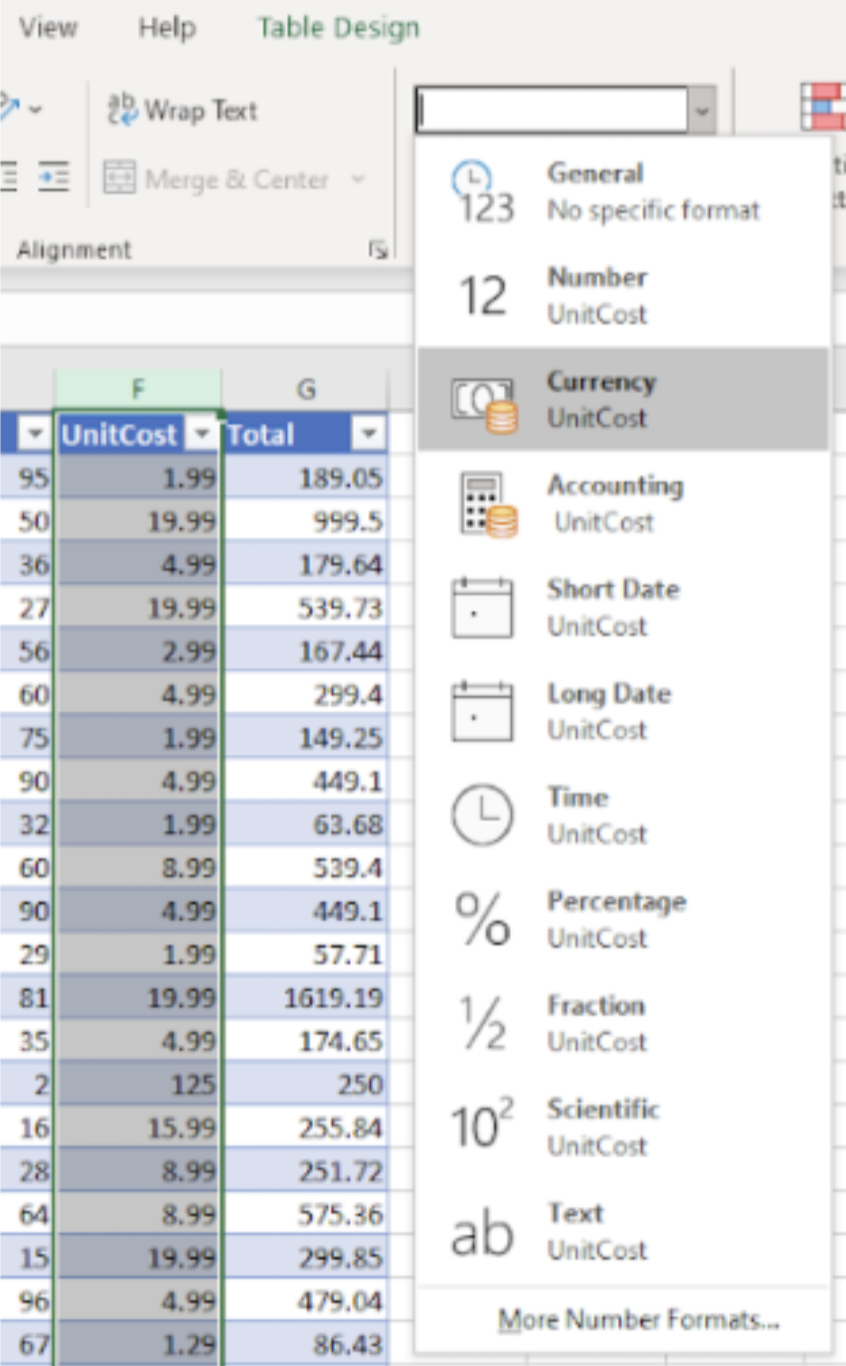 View Help Table Design
ab Wrap Text
c
Merge & Center
Alignment
General
123 No specific format
12 Number
UnitCost
Currency
UnitCost
Accounting
UnitCost
Short Date
UnitCost
Long Date
UnitCost
Time
UnitCost
% Percentage
UnitCost
½ Fraction
UnitCost
10² Scientific
UnitCost
ab Text
UnitCost
More Number Formats...
F G
UnitCost Total
95 1.99 189.05
50 19.99 999.5
36 4.99 179.64
27 19.99 539.73
56 2.99 167.44
60 4.99 299.4
75 1.99 149.25
90 4.99 449.1
32 1.99 63.68
60 8.99 539.4
90 4.99 449.1
29 1.99 57.71
81 19.99 1619.19
35 4.99 174.65
2 125 250
16 15.99 255.84
28 8.99 251.72
64 8.99 575.36
15 19.99 299.85
96 4.99 479.04
67 1.29 86.43